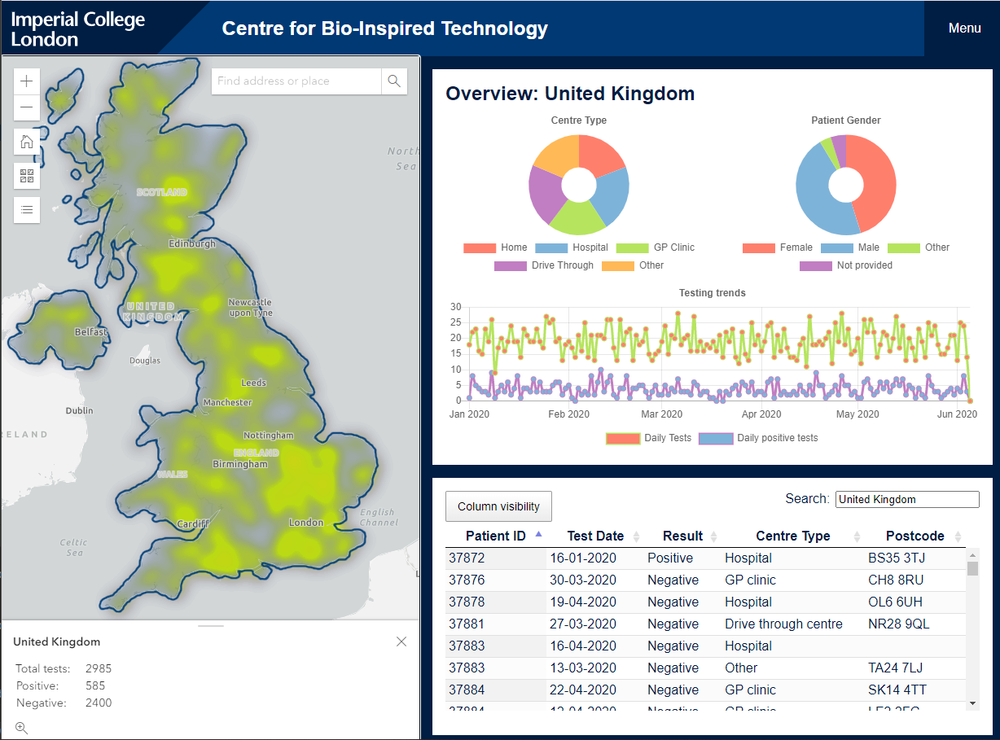 Imperial College
London
Centre for Bio-Inspired Technology
Menu
Find address or place
North
Sea
SCOTLAND
Edinburgh
UNITED
KINGDOM
Newcastle
upon Tyne
Belfast
Douglas
Leeds
Manchester
Dublin
RELAND
Nottingham
ENGLAND
Birmingham
WALES
Cardiff
London
English
Channel
Celtic
Sea
United Kingdom
Total tests: 2985
Positive: 585
Negative: 2400
Overview: United Kingdom
Centre Type
Home Hospital GP Clinic
Drive Through Other
Patient Gender
Female Male Other
Not provided
Testing trends
30
25
20
15
10
5
0
Jan 2020 Feb 2020 Mar 2020 Apr 2020 May 2020 Jun 2020
Daily Tests Daily positive tests
Column visibility
Search: United Kingdom
Patient ID Test Date Result Centre Type Postcode
37872 16-01-2020 Positive Hospital BS35 3TJ
37876 30-03-2020 Negative GP clinic CH8 8RU
37878 19-04-2020 Negative Hospital OL6 6UH
37881 27-03-2020 Negative Drive through centre NR28 9QL
37883 16-04-2020 Negative Hospital
37883 13-03-2020 Negative Other TA24 7LJ
37884 22-04-2020 Negative GP clinic SK14 4TT